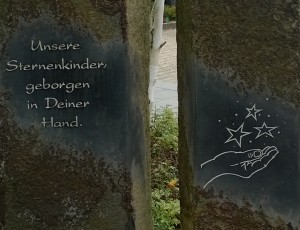 Unsere
Sternenkinder,
geborgen
in Deiner
Hand.